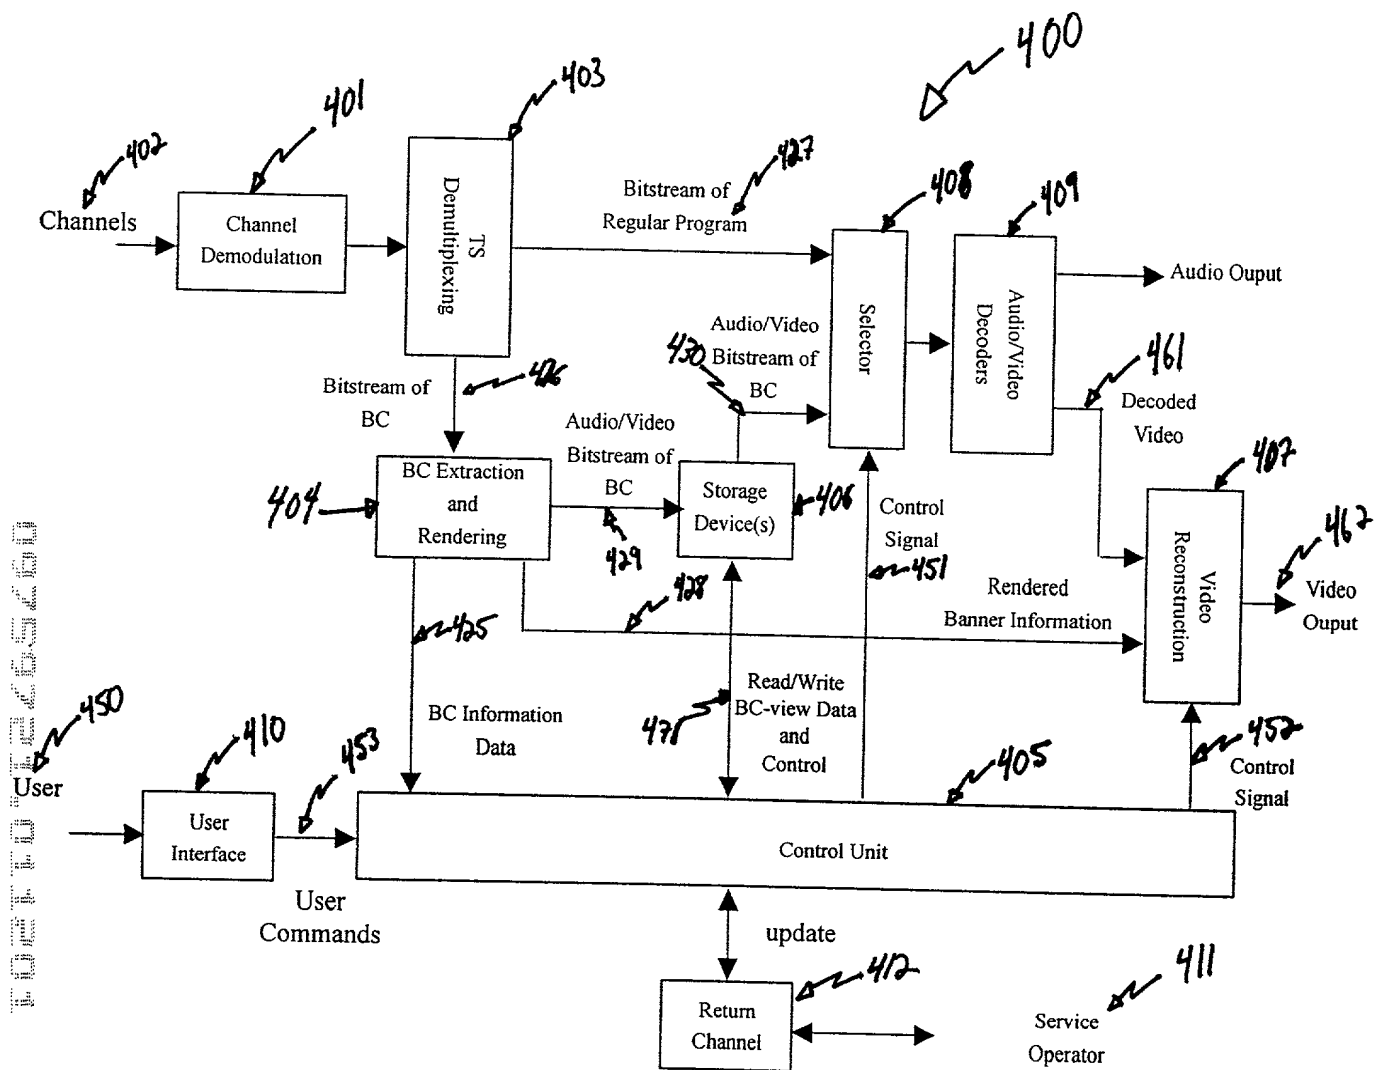 400
403
401
402
427
408
409
Channels
Channel
Demodulation
TS
Demultiplexing
Bitstream of
Regular Program
Selector
Audio/Video
Decoders
Audio Ouput
Audio/Video
Bitstream of
BC
430
461
Decoded
Video
Bitstream of
BC
426
Audio/Video
Bitstream of
BC
407
404
BC Extraction
and
Rendering
Storage
Device(s)
406
Control
Signal
451
429
428
Rendered
Banner Information
Video
Reconstruction
462
Video
Ouput
425
450
User
410
453
BC Information
Data
471
Read/Write
BC-view Data
and
Control
405
452
Control
Signal
User
Interface
Control Unit
User
Commands
update
412
411
Return
Channel
Service
Operator